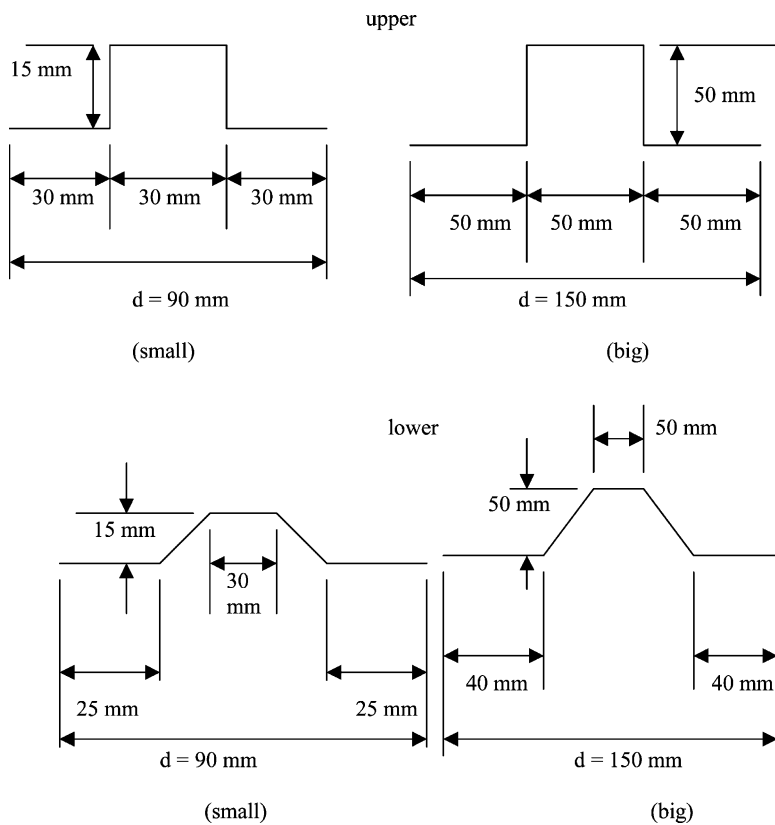 upper
15 mm
50 mm
30 mm 30 mm 30 mm
50 mm 50 mm 50 mm
d = 90 mm
d = 150 mm
(small)
(big)
lower
50 mm
50 mm
15 mm
30
mm
25 mm 25 mm
40 mm 40 mm
d = 90 mm
d = 150 mm
(small)
(big)